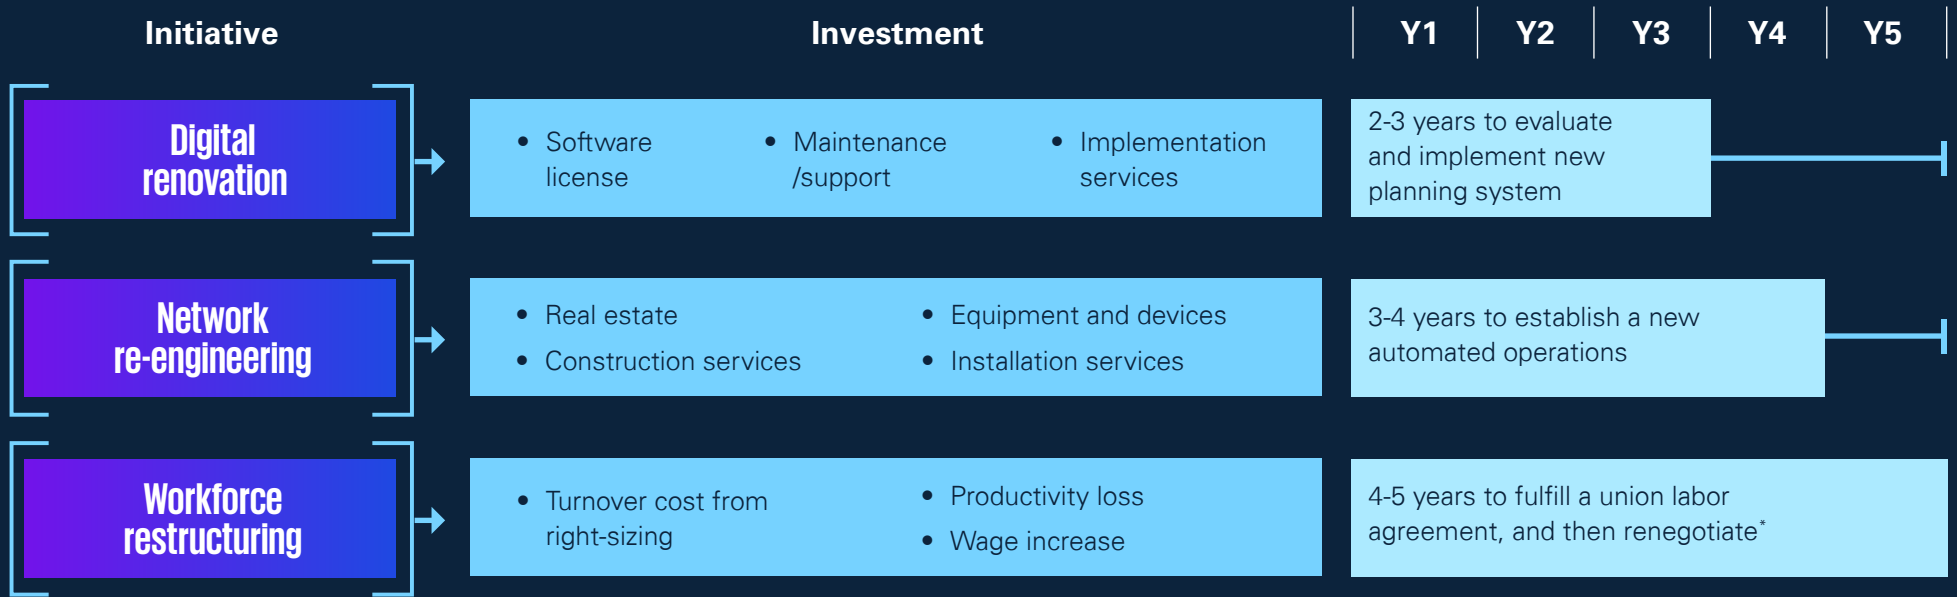 Initiative
Investment
Y1
Y2
Y3
Y4
Y5
Digital
renovation
• Software
license
• Maintenance
/support
• Implementation
services
2-3 years to evaluate
and implement new
planning system
Network
re-engineering
• Real estate
• Construction services
• Equipment and devices
• Installation services
3-4 years to establish a new
automated operations
Workforce
restructuring
• Turnover cost from
right-sizing
• Productivity loss
• Wage increase
4-5 years to fulfill a union labor
agreement, and then renegotiate*